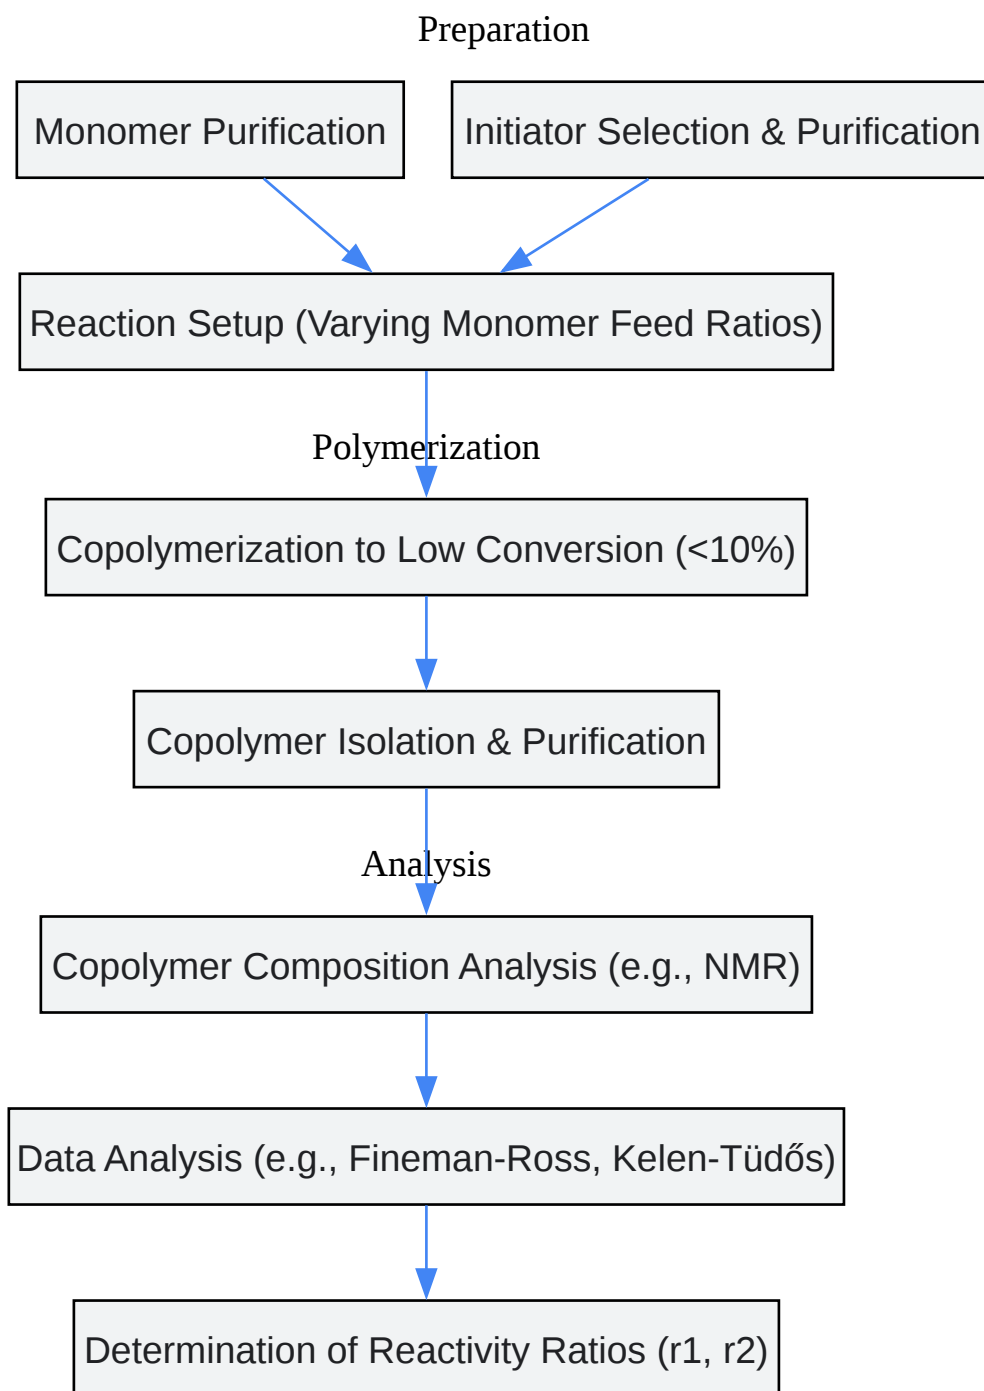 Preparation
Monomer Purification
Initiator Selection & Purification
Reaction Setup (Varying Monomer Feed Ratios)
Polymerization
Copolymerization to Low Conversion (<10%)
Copolymer Isolation & Purification
Analysis
Copolymer Composition Analysis (e.g., NMR)
Data Analysis (e.g., Fineman-Ross, Kelen-Tüdős)
Determination of Reactivity Ratios (r1, r2)